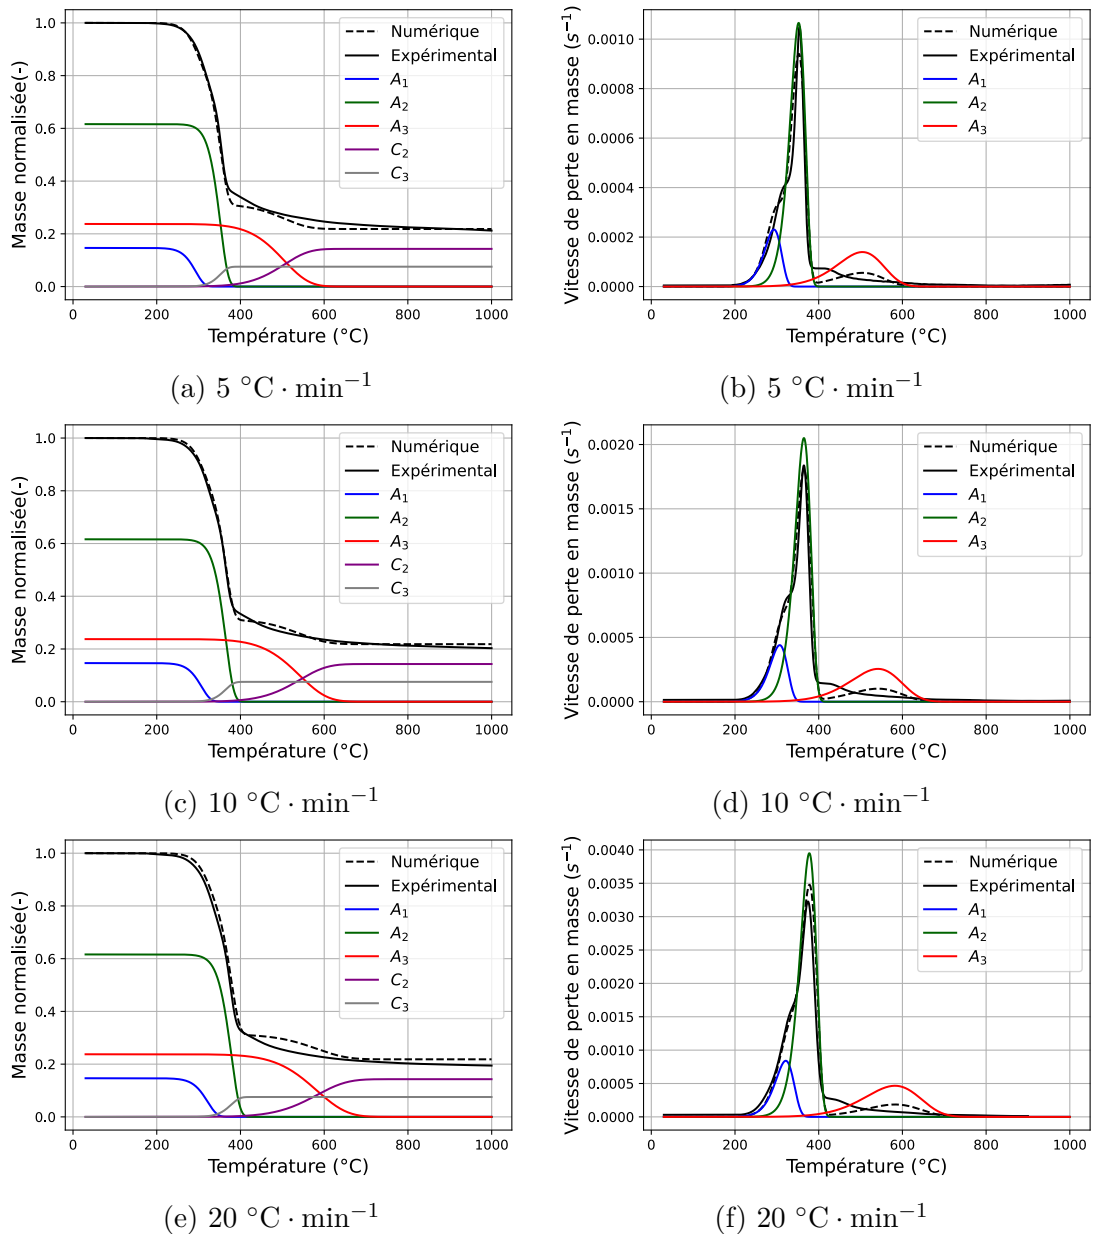 Masse normalisée(-)
1.0
0.8
0.6
0.4
0.2
0.0
0 200 400 600 800 1000
Température (°C)
Numérique
Expérimental
A₁
A₂
A₃
C₂
C₃
(a) 5 °C · min⁻¹
Vitesse de perte en masse (s⁻¹)
0.0010
0.0008
0.0006
0.0004
0.0002
0.0000
0 200 400 600 800 1000
Température (°C)
Numérique
Expérimental
A₁
A₂
A₃
(b) 5 °C · min⁻¹
Masse normalisée(-)
1.0
0.8
0.6
0.4
0.2
0.0
0 200 400 600 800 1000
Température (°C)
Numérique
Expérimental
A₁
A₂
A₃
C₂
C₃
(c) 10 °C · min⁻¹
Vitesse de perte en masse (s⁻¹)
0.0020
0.0015
0.0010
0.0005
0.0000
0 200 400 600 800 1000
Température (°C)
Numérique
Expérimental
A₁
A₂
A₃
(d) 10 °C · min⁻¹
Masse normalisée(-)
1.0
0.8
0.6
0.4
0.2
0.0
0 200 400 600 800 1000
Température (°C)
Numérique
Expérimental
A₁
A₂
A₃
C₂
C₃
(e) 20 °C · min⁻¹
Vitesse de perte en masse (s⁻¹)
0.0040
0.0035
0.0030
0.0025
0.0020
0.0015
0.0010
0.0005
0.0000
0 200 400 600 800 1000
Température (°C)
Numérique
Expérimental
A₁
A₂
A₃
(f) 20 °C · min⁻¹